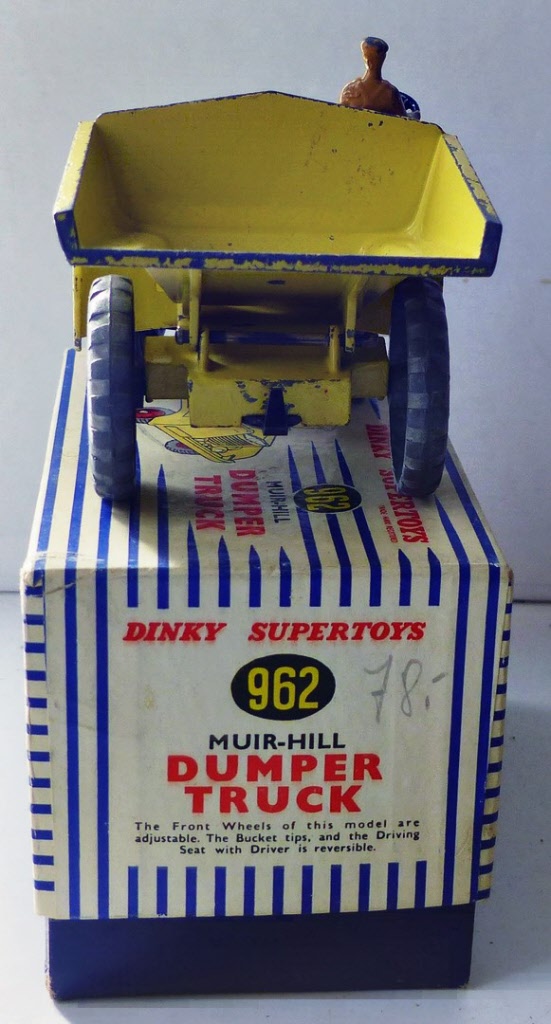 DINKY SUPERTOYS
962
MUIR-HILL
DUMPER
TRUCK
DINKY SUPERTOYS
962
78.-
MUIR-HILL
DUMPER
TRUCK
The Front Wheels of this model are
adjustable. The Bucket tips, and the Driving
Seat with Driver is reversible.